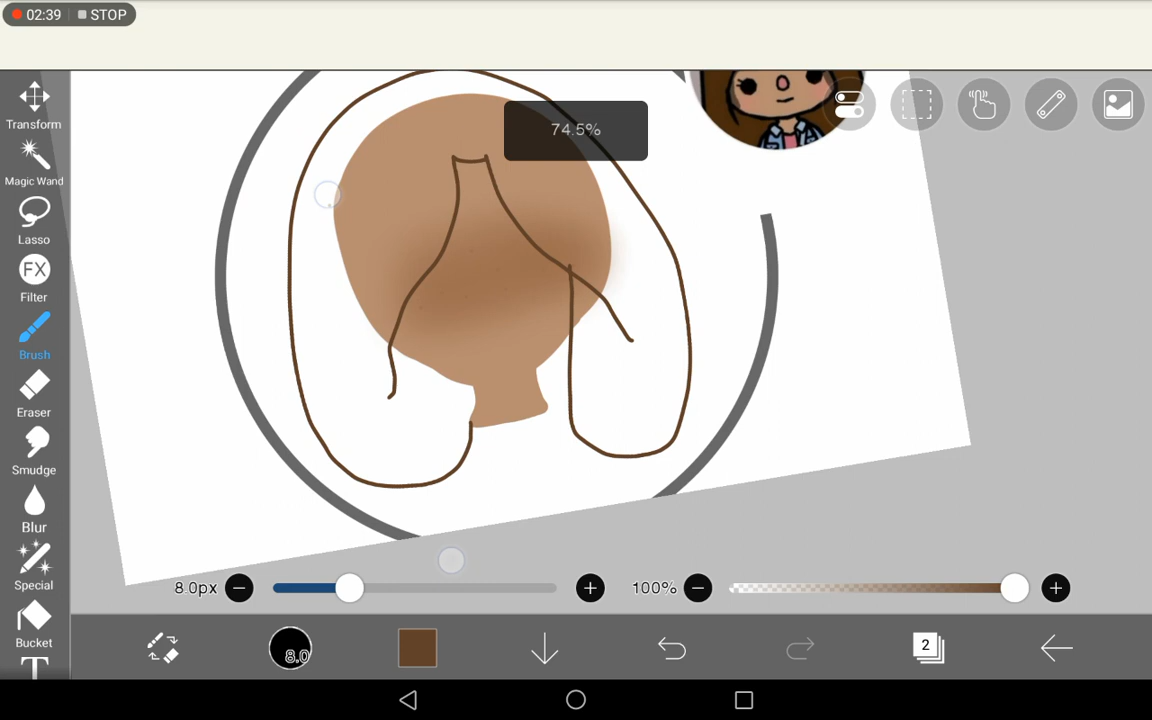 02:39 STOP
Transform
74.5%
Magic Wand
Lasso
FX
Filter
Brush
Eraser
Smudge
Blur
Special
8.0px
100%
Bucket
8.0
2
T